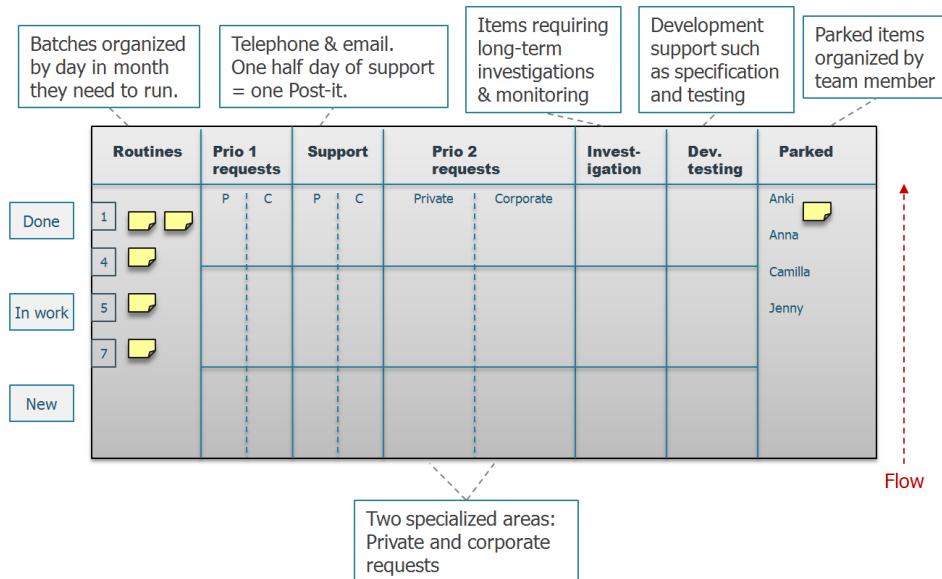 Batches organized
by day in month
they need to run.
Telephone & email.
One half day of support
= one Post-it.
Items requiring
long-term
investigations
& monitoring
Development
support such
as specification
and testing
Parked items
organized by
team member
Routines
Prio 1
requests
Support
Prio 2
requests
Invest-
igation
Dev.
testing
Parked
P
C
P
C
Private
Corporate
Done
In work
New
1
4
5
7
Anki
Anna
Camilla
Jenny
Flow
Two specialized areas:
Private and corporate
requests